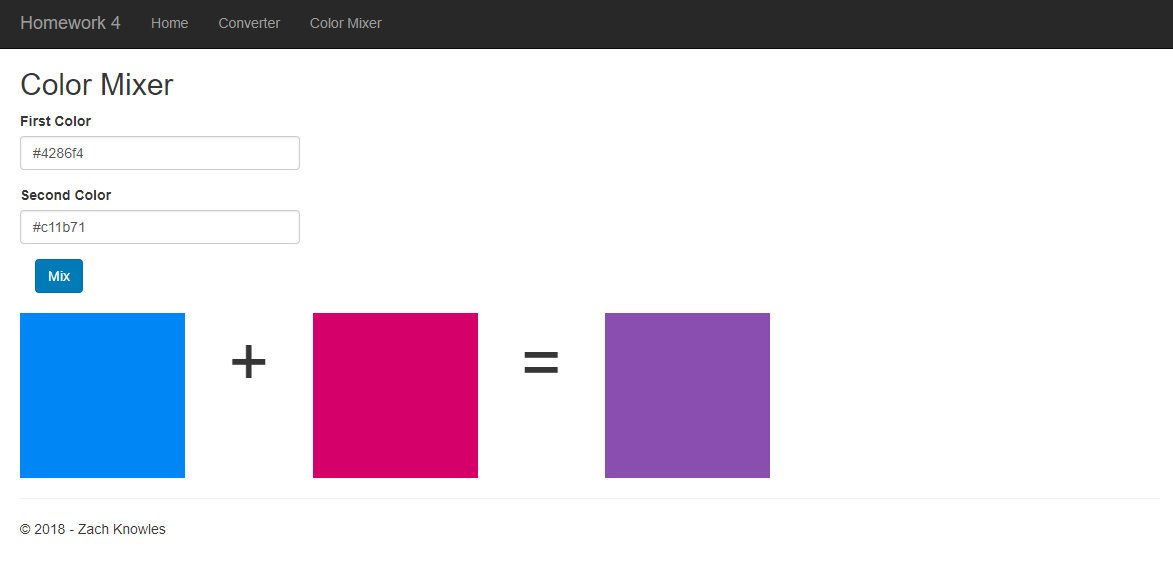 Homework 4 Home Converter Color Mixer
Color Mixer
First Color
#4286f4
Second Color
#c11b71
Mix
+ =
© 2018 - Zach Knowles